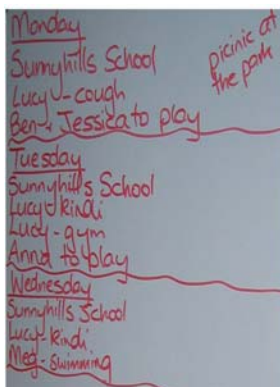 Monday
picinic at
the park
Sunnyhills School
Lucy - cough
Ben + Jessica to play
Tuesday
Sunnyhills School
Lucy kindi
Lucy - gym
Anna to play
Wednesday
Sunnyhills School
Lucy - kindi
Meg - swimming